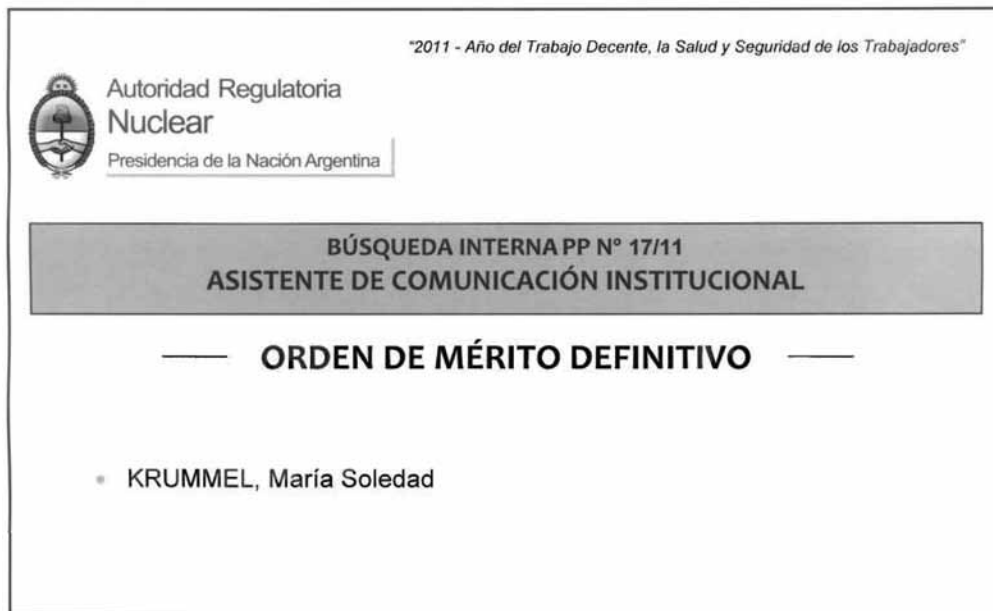 "2011 - Año del Trabajo Decente, la Salud y Seguridad de los Trabajadores"
Autoridad Regulatoria
Nuclear
Presidencia de la Nación Argentina
BÚSQUEDA INTERNA PP N° 17/11
ASISTENTE DE COMUNICACIÓN INSTITUCIONAL
ORDEN DE MÉRITO DEFINITIVO
KRUMMEL, María Soledad